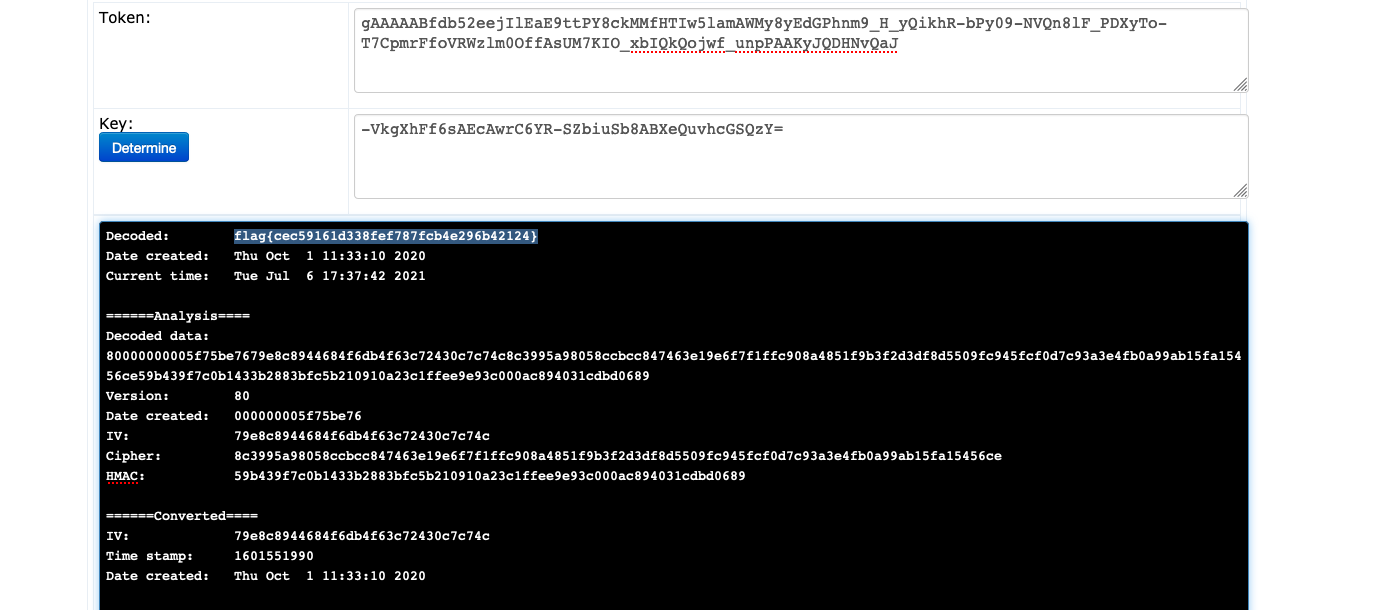 Token:
gAAAAABfdb52eejIlEaE9ttPY8ckMMfHTIw5lamAWMy8yEdGPhnm9_H_yQikhR-bPy09-NVQn8lF_PDXyTo-
T7CpmrFfoVRWzlm0OffAsUM7KIO_xbIQkQojwf_unpPAAKyJQDHNvQaJ
Key:
-VkgXhFf6sAEcAwrC6YR-SZbiuSb8ABXeQuvhcGSQzY=
Determine
Decoded: flag{cec59161d338fef787fcb4e296b42124}
Date created: Thu Oct  1 11:33:10 2020
Current time: Tue Jul  6 17:37:42 2021
======Analysis====
Decoded data:
80000000005f75be7679e8c8944684f6db4f63c72430c7c74c8c3995a98058ccbcc847463e19e6f7f1ffc908a4851f9b3f2d3df8d5509fc945fcf0d7c93a3e4fb0a99ab15fa154
56ce59b439f7c0b1433b2883bfc5b210910a23c1ffee9e93c000ac894031cdbd0689
Version: 80
Date created: 000000005f75be76
IV: 79e8c8944684f6db4f63c72430c7c74c
Cipher: 8c3995a98058ccbcc847463e19e6f7f1ffc908a4851f9b3f2d3df8d5509fc945fcf0d7c93a3e4fb0a99ab15fa15456ce
HMAC: 59b439f7c0b1433b2883bfc5b210910a23c1ffee9e93c000ac894031cdbd0689
======Converted====
IV: 79e8c8944684f6db4f63c72430c7c74c
Time stamp: 1601551990
Date created: Thu Oct  1 11:33:10 2020